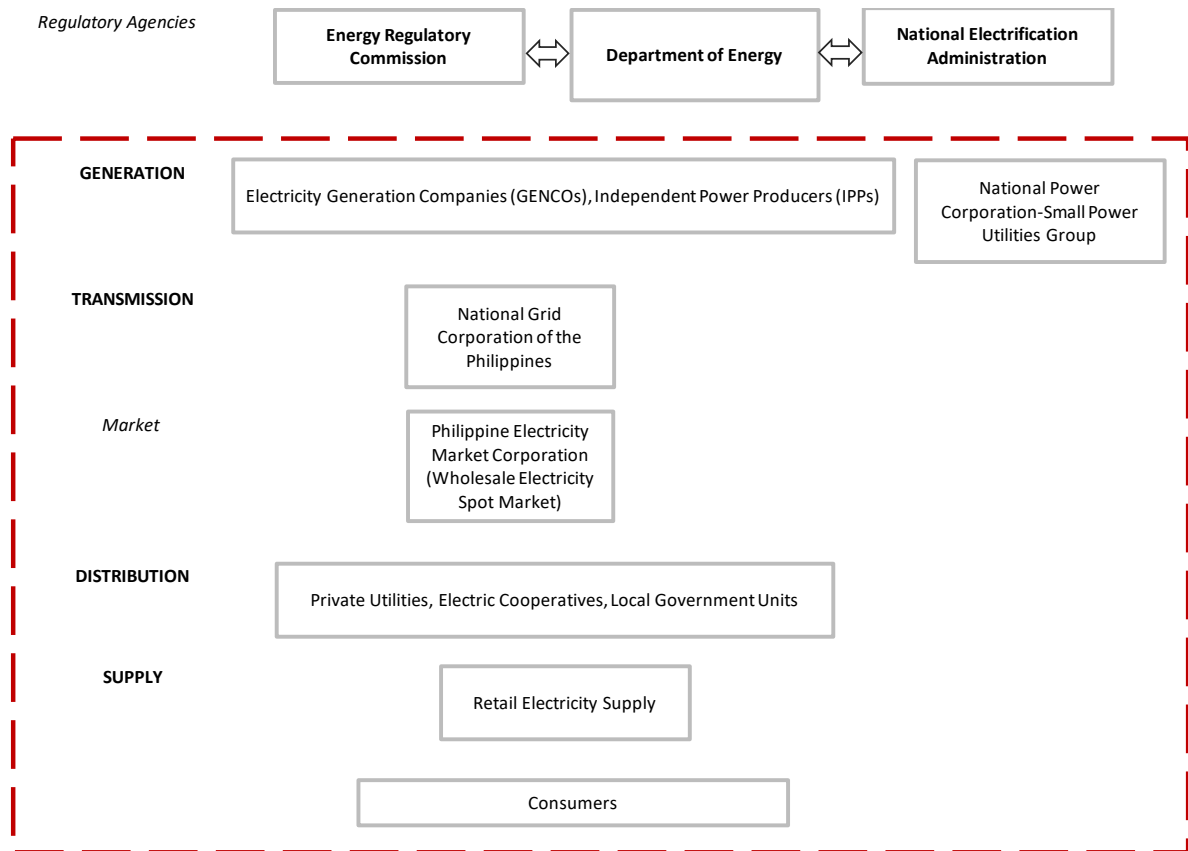 Regulatory Agencies
Energy Regulatory
Commission
Department of Energy
National Electrification
Administration
GENERATION
Electricity Generation Companies (GENCOs), Independent Power Producers (IPPs)
National Power
Corporation-Small Power
Utilities Group
TRANSMISSION
National Grid
Corporation of the
Philippines
Market
Philippine Electricity
Market Corporation
(Wholesale Electricity
Spot Market)
DISTRIBUTION
Private Utilities, Electric Cooperatives, Local Government Units
SUPPLY
Retail Electricity Supply
Consumers